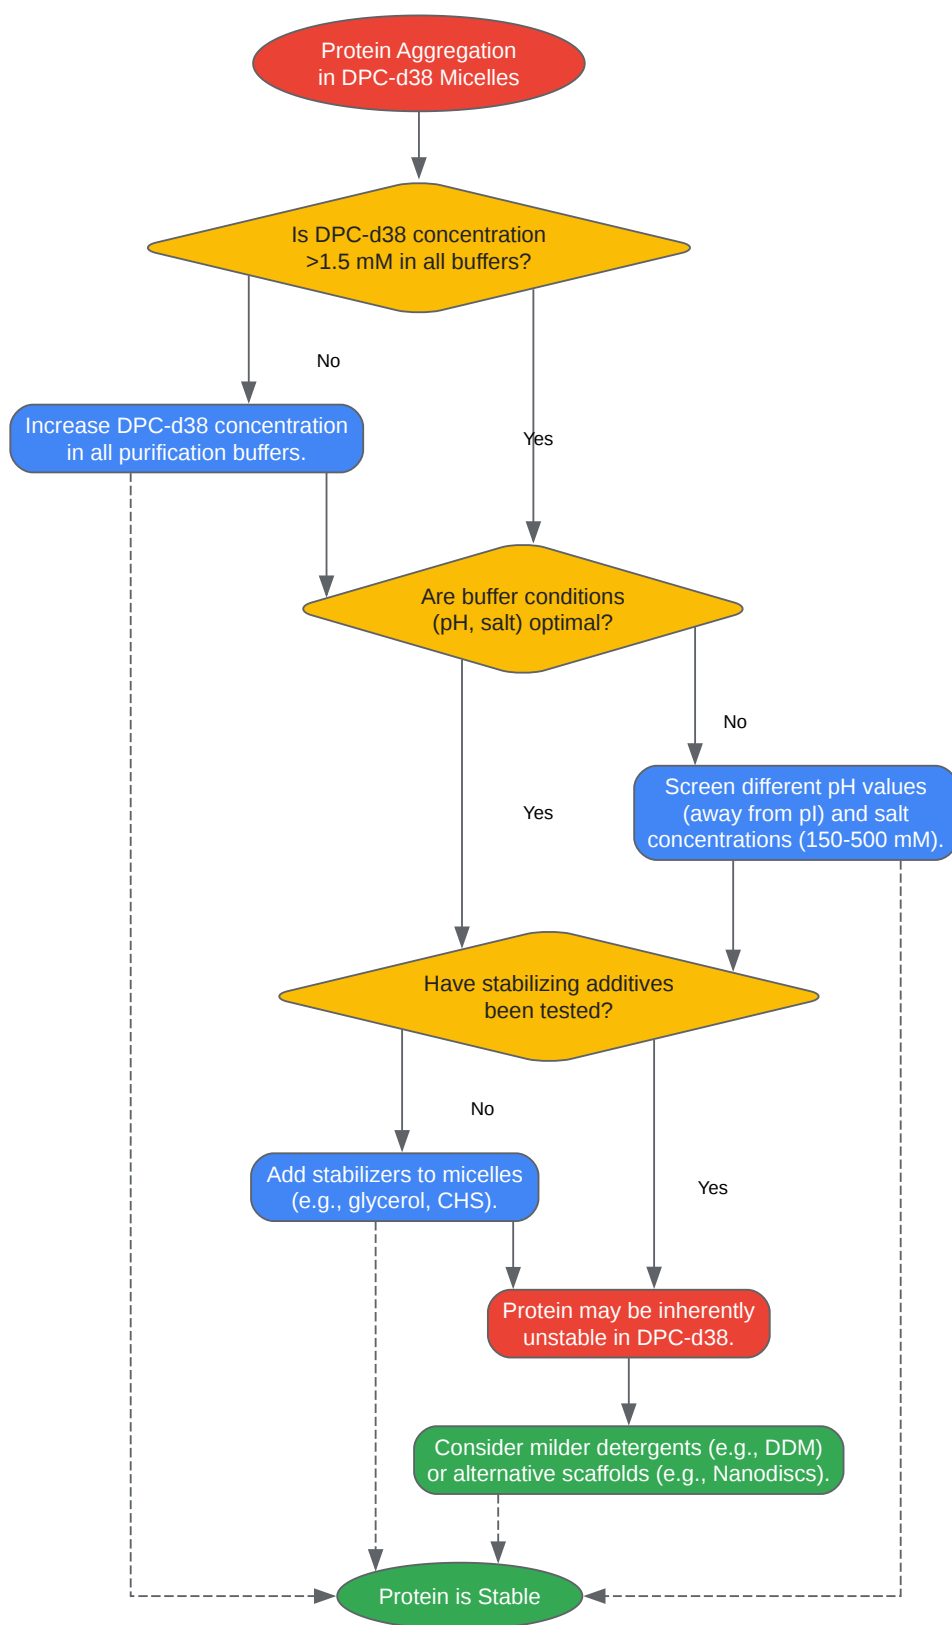 Protein Aggregation
in DPC-d38 Micelles
Is DPC-d38 concentration
>1.5 mM in all buffers?
No
Increase DPC-d38 concentration
in all purification buffers.
Yes
Are buffer conditions
(pH, salt) optimal?
No
Screen different pH values
(away from pI) and salt
concentrations (150-500 mM).
Yes
Have stabilizing additives
been tested?
No
Add stabilizers to micelles
(e.g., glycerol, CHS).
Yes
Protein may be inherently
unstable in DPC-d38.
Consider milder detergents (e.g., DDM)
or alternative scaffolds (e.g., Nanodiscs).
Protein is Stable